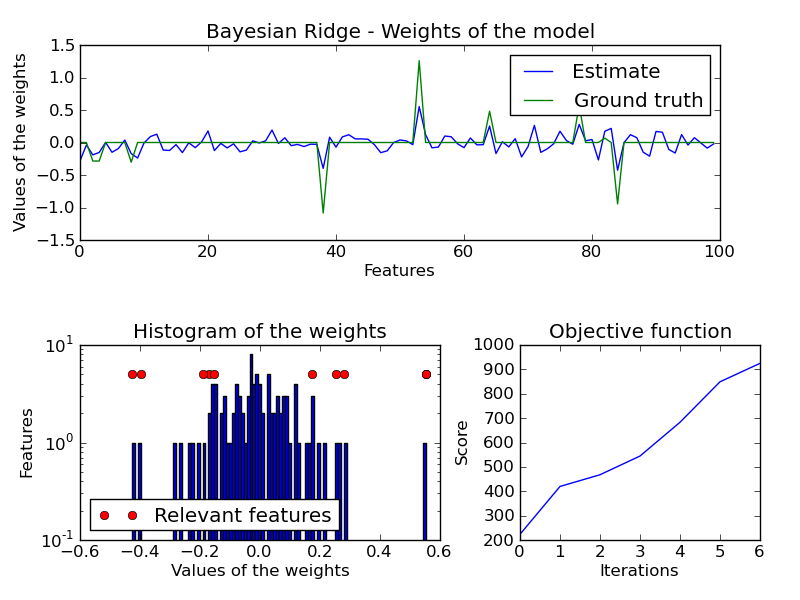 Bayesian Ridge - Weights of the model
Values of the weights
1.5
1.0
0.5
0.0
−0.5
−1.0
−1.5
Estimate
Ground truth
0 20 40 60 80 100
Features
Histogram of the weights
Features
10^1
10^0
10^-1
Relevant features
−0.6 −0.4 −0.2 0.0 0.2 0.4 0.6
Values of the weights
Objective function
Score
1000
900
800
700
600
500
400
300
200
0 1 2 3 4 5 6
Iterations